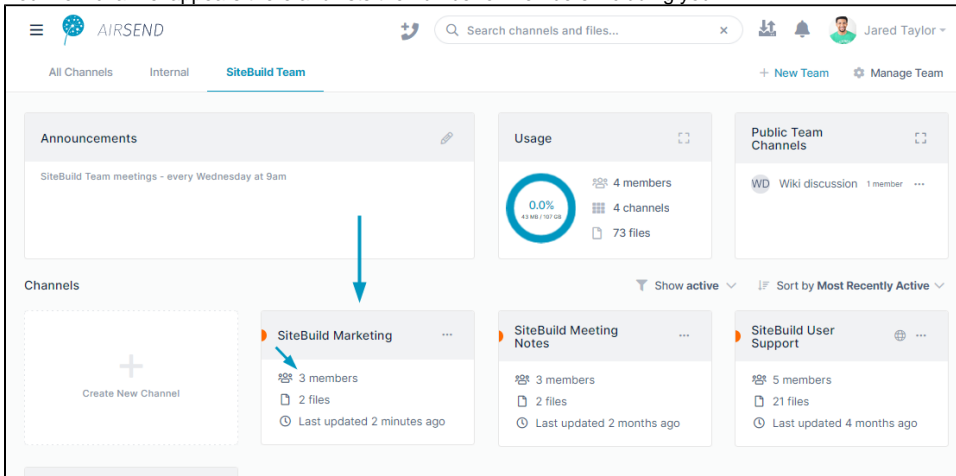 AIRSEND
Search channels and files...
Jared Taylor
All Channels
Internal
SiteBuild Team
+ New Team
Manage Team
Announcements
SiteBuild Team meetings - every Wednesday at 9am
Usage
0.0%
43 MB / 107 GB
4 members
4 channels
73 files
Public Team
Channels
WD Wiki discussion 1 member ...
Channels
Show active
Sort by Most Recently Active
Create New Channel
SiteBuild Marketing ...
3 members
2 files
Last updated 2 minutes ago
SiteBuild Meeting
Notes ...
3 members
2 files
Last updated 2 months ago
SiteBuild User
Support ...
5 members
21 files
Last updated 4 months ago